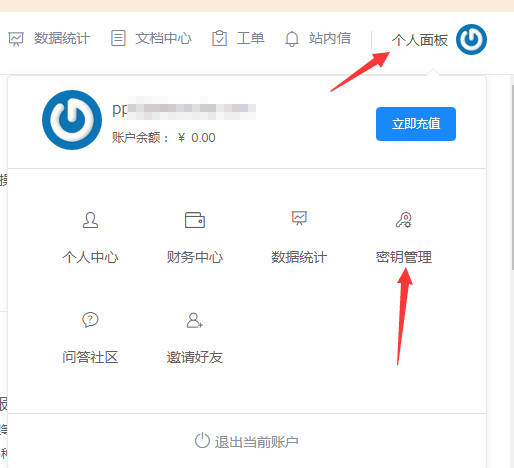 数据统计 文档中心 工单 站内信 个人面板
pp
账户余额： ￥ 0.00
立即充值
个人中心 财务中心 数据统计 密钥管理
问答社区 邀请好友
退出当前账户